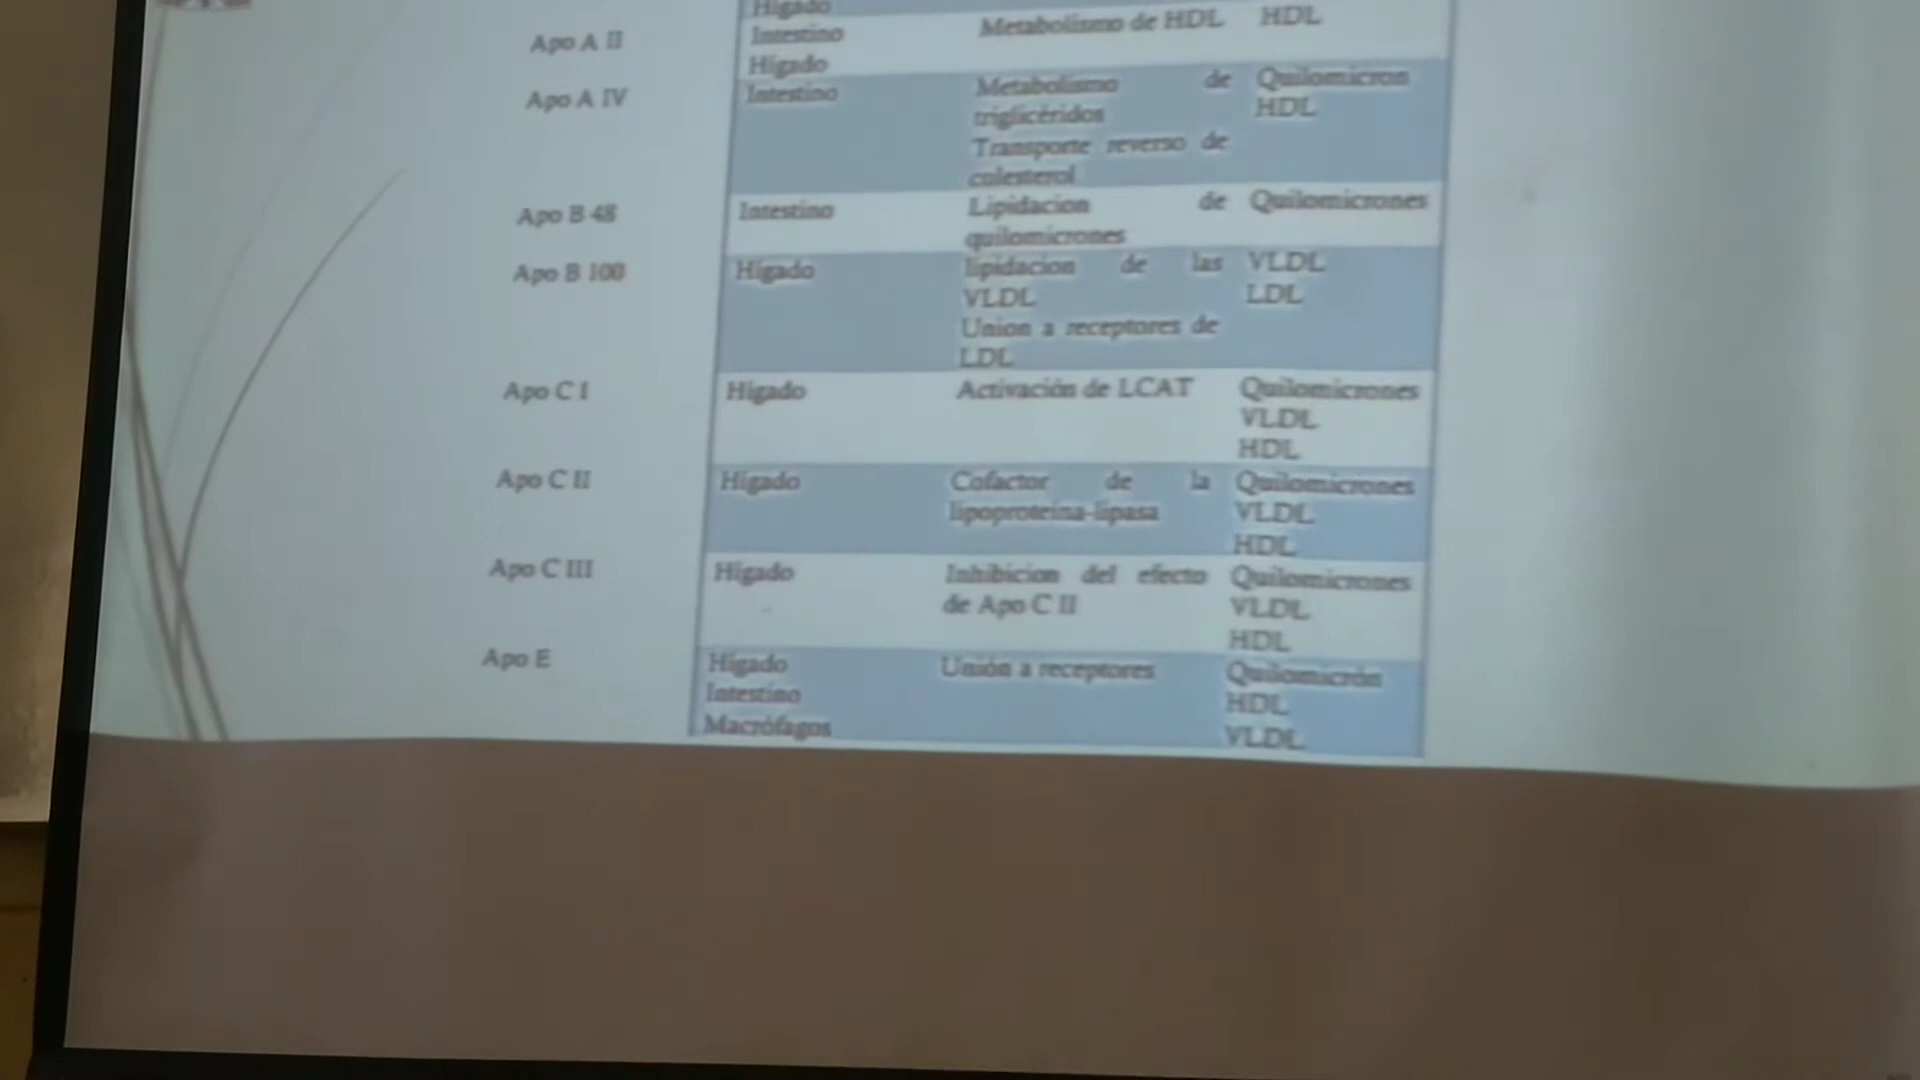 Hígado
Apo A II Intestino Metabolismo de HDL HDL
Hígado
Apo A IV Intestino Metabolismo de Quilomicron
triglicéridos HDL
Transporte reverso de
colesterol
Apo B 48 Intestino Lipidacion de Quilomicrones
quilomicrones
Apo B 100 Hígado lipidacion de las VLDL
VLDL LDL
Union a receptores de
LDL
Apo C I Hígado Activación de LCAT Quilomicrones
VLDL
HDL
Apo C II Hígado Cofactor de la Quilomicrones
lipoproteína-lipasa VLDL
HDL
Apo C III Hígado Inhibicion del efecto Quilomicrones
de Apo C II VLDL
HDL
Apo E Hígado Unión a receptores Quilomicrón
Intestino HDL
Macrófagos VLDL